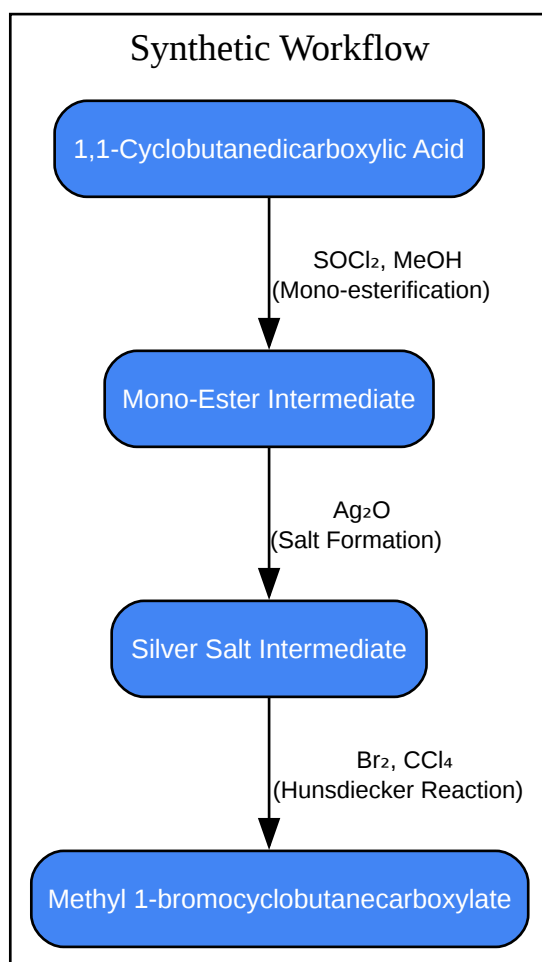 Synthetic Workflow
1,1-Cyclobutanedicarboxylic Acid
SOCl₂, MeOH
(Mono-esterification)
Mono-Ester Intermediate
Ag₂O
(Salt Formation)
Silver Salt Intermediate
Br₂, CCl₄
(Hunsdiecker Reaction)
Methyl 1-bromocyclobutanecarboxylate